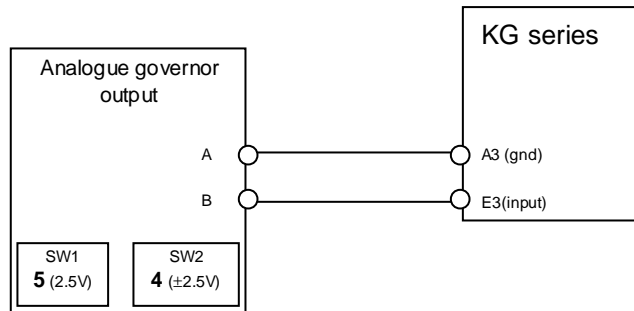 KG series
Analogue governor
output
A
A3 (gnd)
B
E3(input)
SW1
5 (2.5V)
SW2
4 (±2.5V)